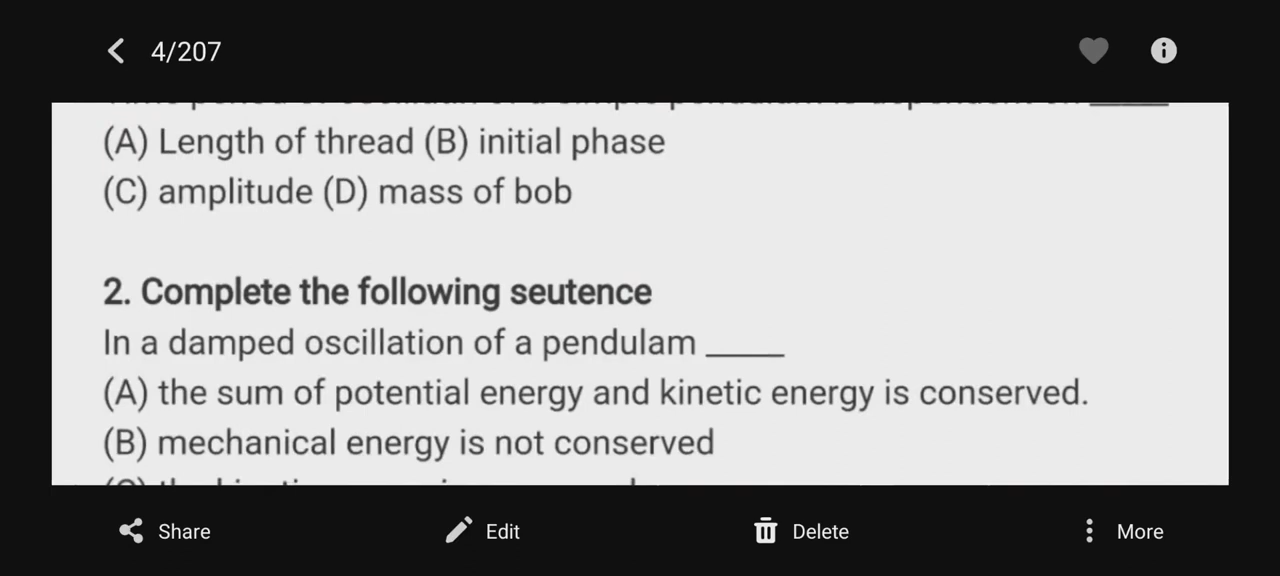 4/207
(A) Length of thread (B) initial phase
(C) amplitude (D) mass of bob
2. Complete the following seutence
In a damped oscillation of a pendulam _____
(A) the sum of potential energy and kinetic energy is conserved.
(B) mechanical energy is not conserved
Share
Edit
Delete
More